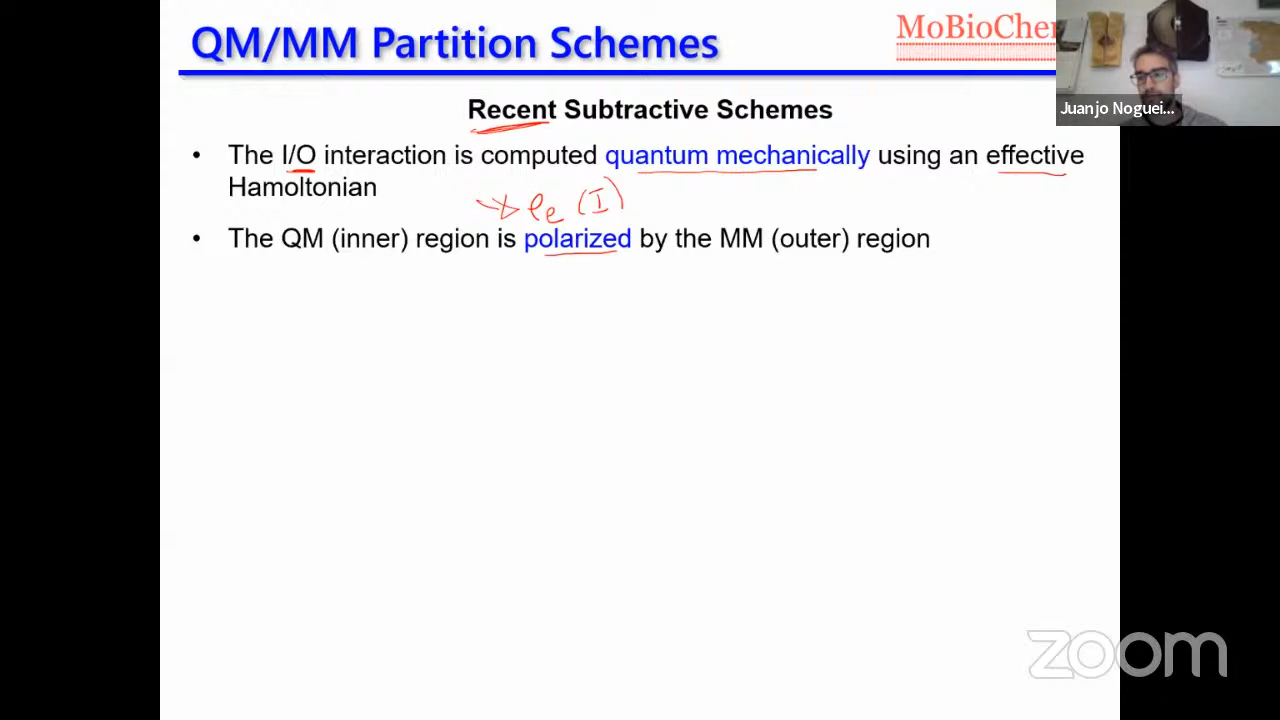 QM/MM Partition Schemes
MoBioChem
Juanjo Noguei...
Recent Subtractive Schemes
• The I/O interaction is computed quantum mechanically using an effective
Hamoltonian
ρe (I)
• The QM (inner) region is polarized by the MM (outer) region
zoom